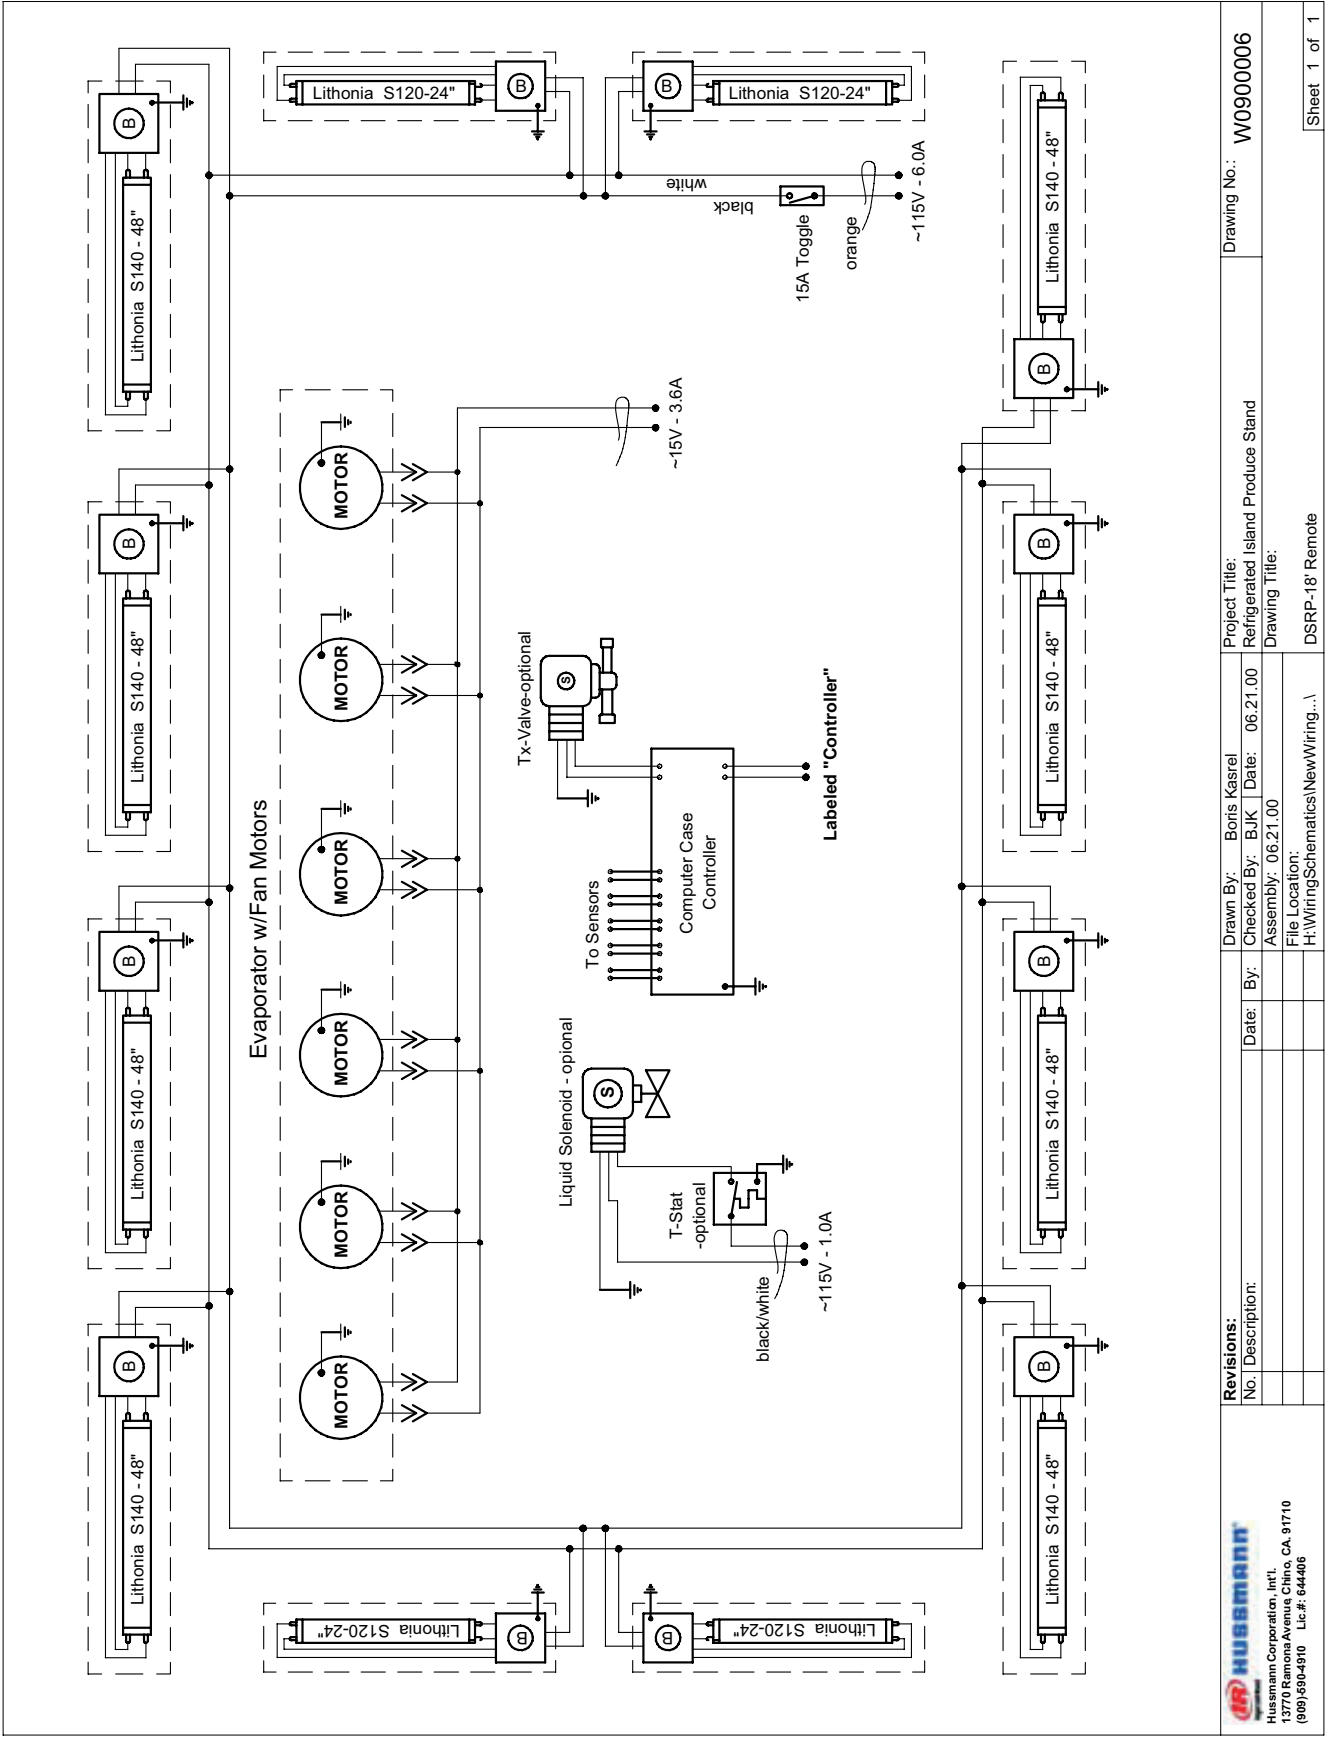 Lithonia S140 - 48"
B
Lithonia S140 - 48"
B
Lithonia S140 - 48"
B
Lithonia S140 - 48"
B
Lithonia S120-24"
B
Lithonia S120-24"
B
Evaporator w/Fan Motors
MOTOR
MOTOR
MOTOR
MOTOR
MOTOR
MOTOR
~15V - 3.6A
white
black
15A Toggle
orange
~115V - 6.0A
Liquid Solenoid - opional
S
T-Stat
-optional
black/white
~115V - 1.0A
Tx-Valve-optional
S
To Sensors
Computer Case
Controller
Labeled "Controller"
Lithonia S120-24"
B
Lithonia S120-24"
B
Lithonia S140 - 48"
B
Lithonia S140 - 48"
B
Lithonia S140 - 48"
B
Lithonia S140 - 48"
B
IR HUSSMANN
Hussmann Corporation, Int'l.
13770 Ramona Avenue, Chino, CA. 91710
(909)-590-4910 Lic.#: 644406
Revisions:
No. Description:
Date:
By:
Drawn By: Boris Kasrel
Checked By: BJK
Date: 06.21.00
Assembly: 06.21.00
File Location:
H:\WiringSchematics\NewWiring...\
Project Title:
Refrigerated Island Produce Stand
Drawing Title:
DSRP-18' Remote
Drawing No.:
W0900006
Sheet 1 of 1